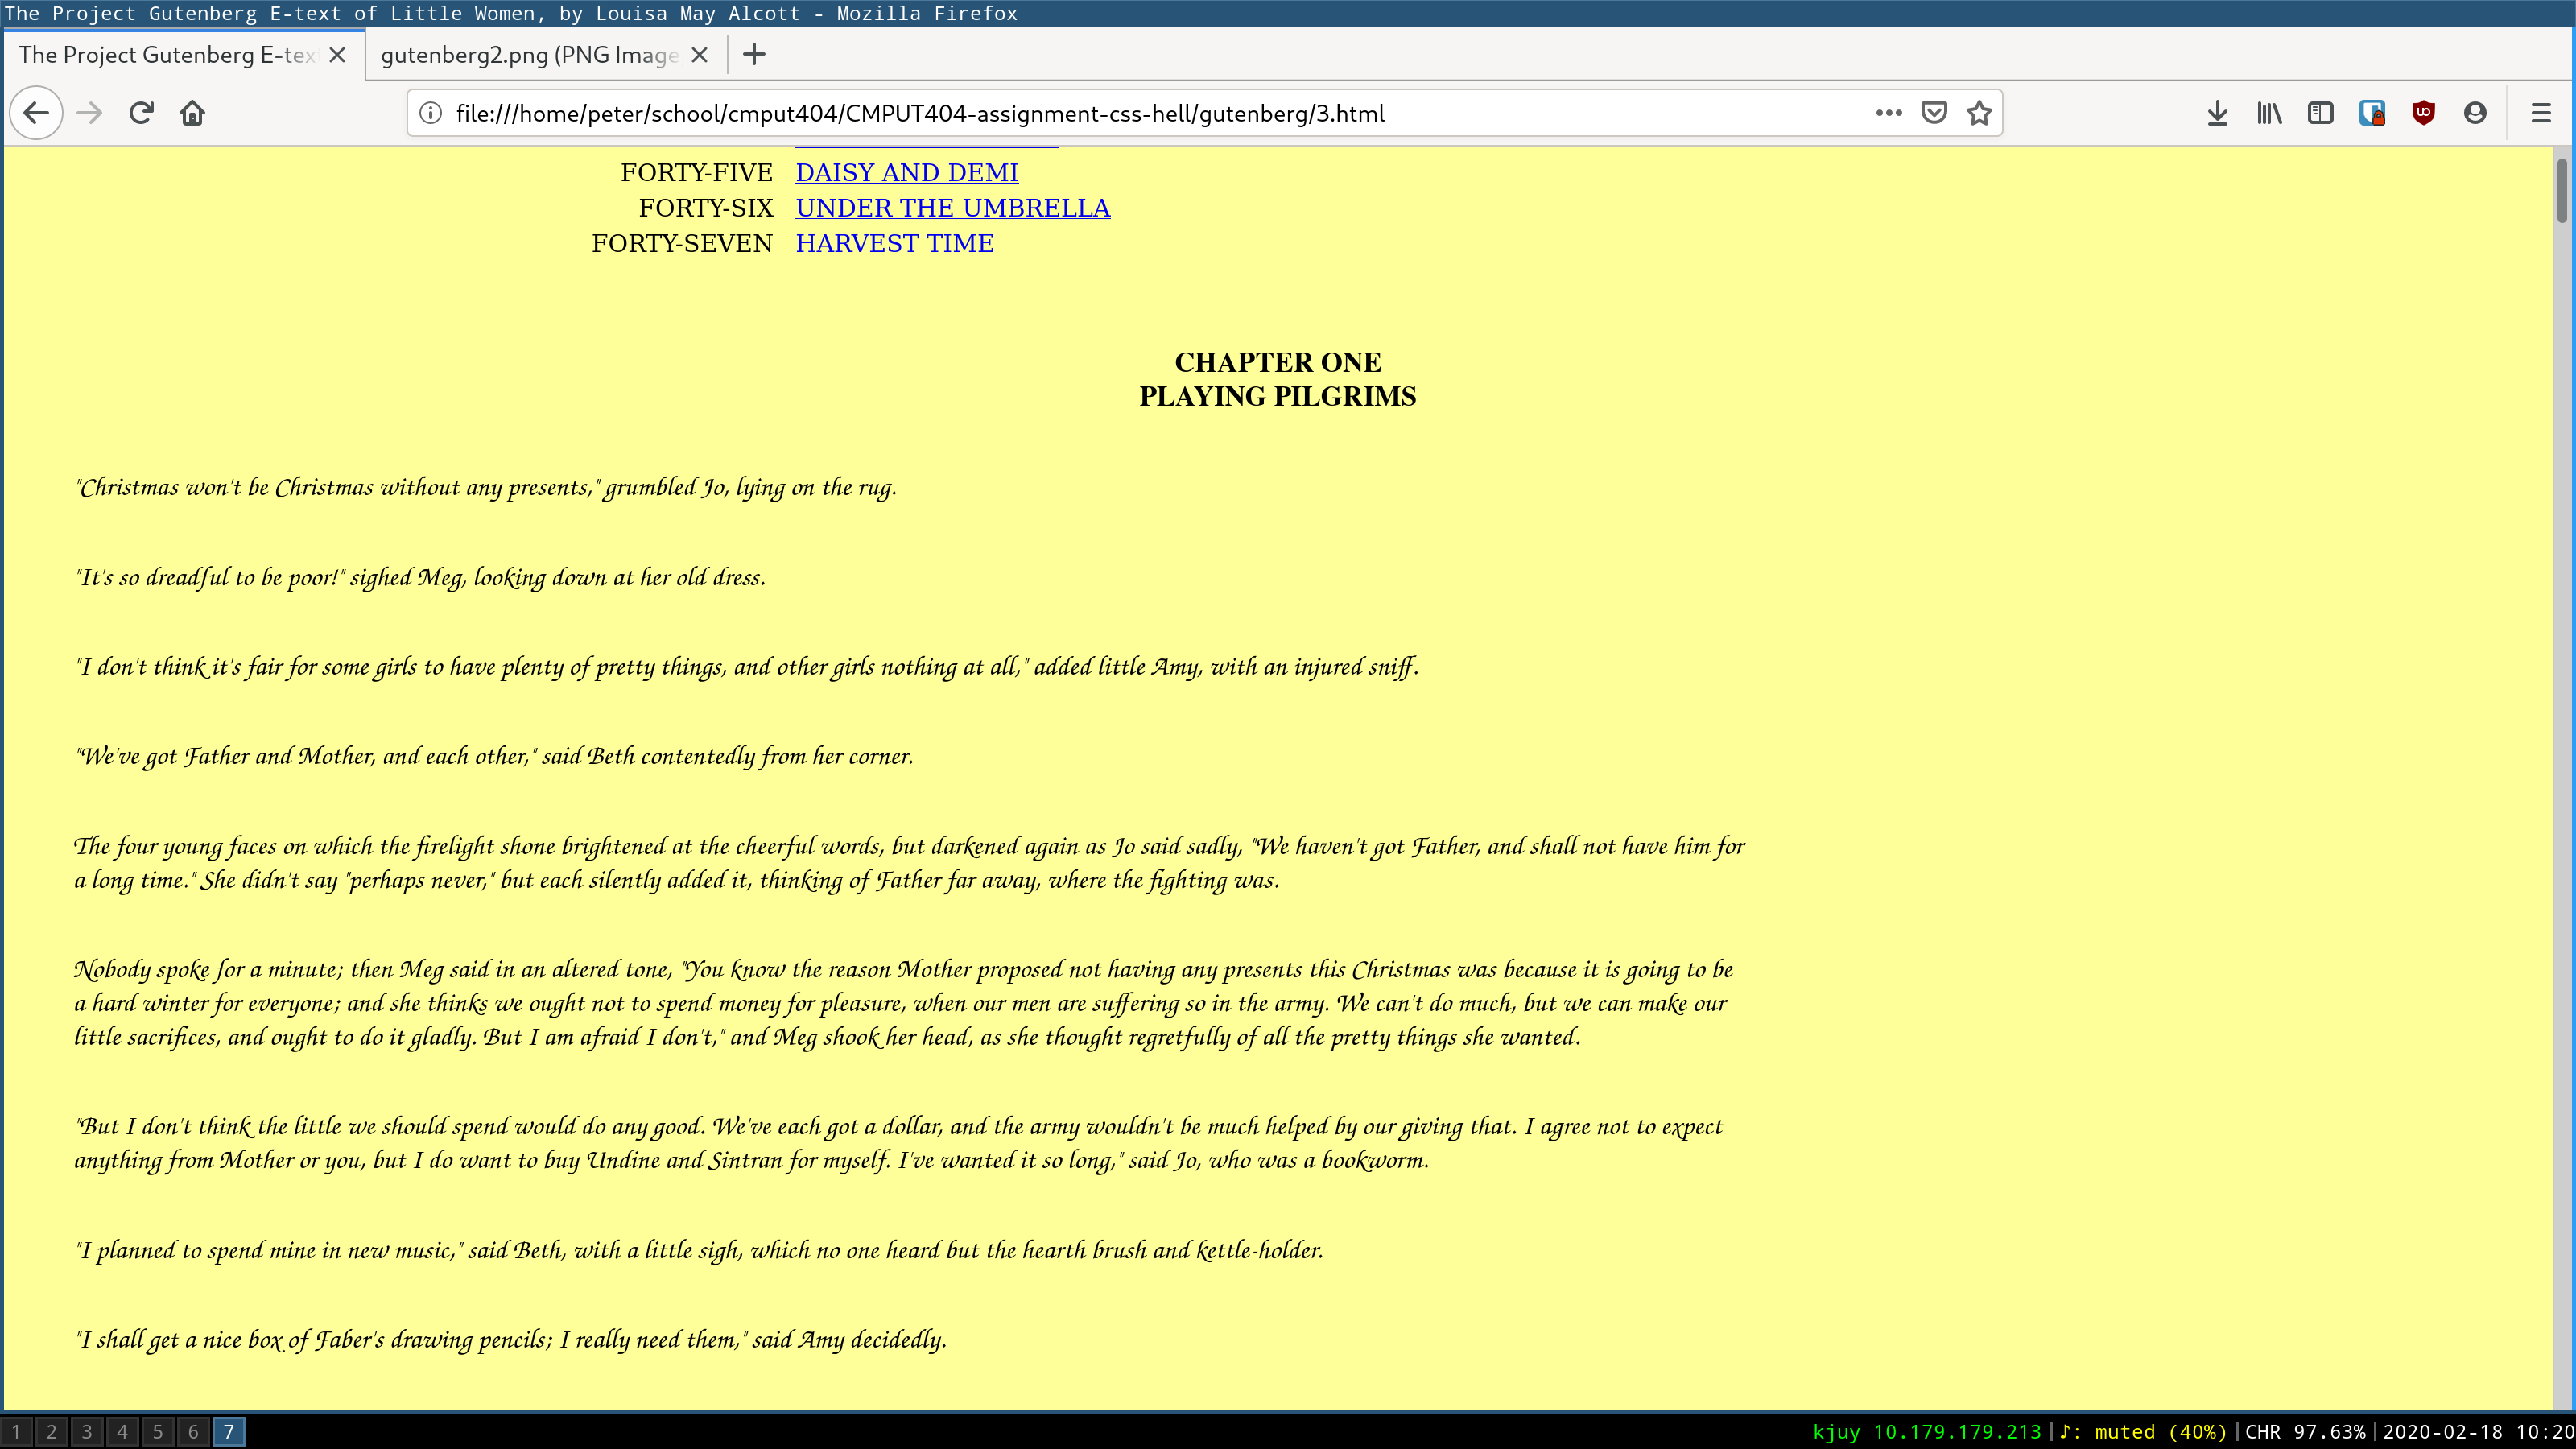 The Project Gutenberg E-text of Little Women, by Louisa May Alcott - Mozilla Firefox
The Project Gutenberg E-tex
gutenberg2.png (PNG Image
file:///home/peter/school/cmput404/CMPUT404-assignment-css-hell/gutenberg/3.html
FORTY-FIVE DAISY AND DEMI
FORTY-SIX UNDER THE UMBRELLA
FORTY-SEVEN HARVEST TIME
CHAPTER ONE
PLAYING PILGRIMS
"Christmas won't be Christmas without any presents," grumbled Jo, lying on the rug.
"It's so dreadful to be poor!" sighed Meg, looking down at her old dress.
"I don't think it's fair for some girls to have plenty of pretty things, and other girls nothing at all," added little Amy, with an injured sniff.
"We've got Father and Mother, and each other," said Beth contentedly from her corner.
The four young faces on which the firelight shone brightened at the cheerful words, but darkened again as Jo said sadly, "We haven't got Father, and shall not have him for
a long time." She didn't say "perhaps never," but each silently added it, thinking of Father far away, where the fighting was.
Nobody spoke for a minute; then Meg said in an altered tone, "You know the reason Mother proposed not having any presents this Christmas was because it is going to be
a hard winter for everyone; and she thinks we ought not to spend money for pleasure, when our men are suffering so in the army. We can't do much, but we can make our
little sacrifices, and ought to do it gladly. But I am afraid I don't," and Meg shook her head, as she thought regretfully of all the pretty things she wanted.
"But I don't think the little we should spend would do any good. We've each got a dollar, and the army wouldn't be much helped by our giving that. I agree not to expect
anything from Mother or you, but I do want to buy Undine and Sintran for myself. I've wanted it so long," said Jo, who was a bookworm.
"I planned to spend mine in new music," said Beth, with a little sigh, which no one heard but the hearth brush and kettle-holder.
"I shall get a nice box of Faber's drawing pencils; I really need them," said Amy decidedly.
1 2 3 4 5 6 7 kjuy 10.179.179.213|♪: muted (40%)|CHR 97.63%|2020-02-18 10:20